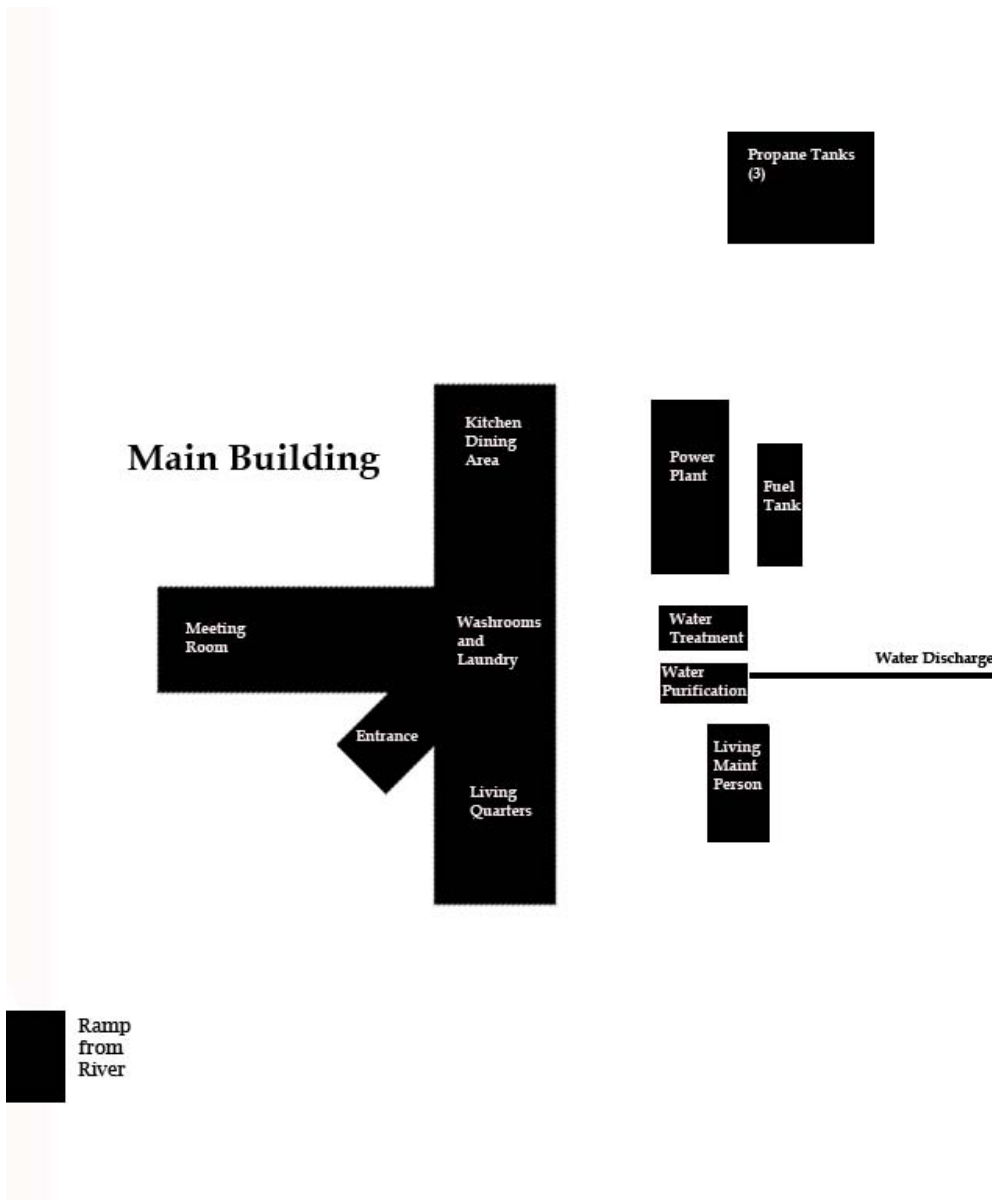 Propane Tanks
(3)
Main Building
Kitchen
Dining
Area
Power
Plant
Fuel
Tank
Meeting
Room
Washrooms
and
Laundry
Water
Treatment
Water Discharge
Water
Purification
Entrance
Living
Maint
Person
Living
Quarters
Ramp
from
River